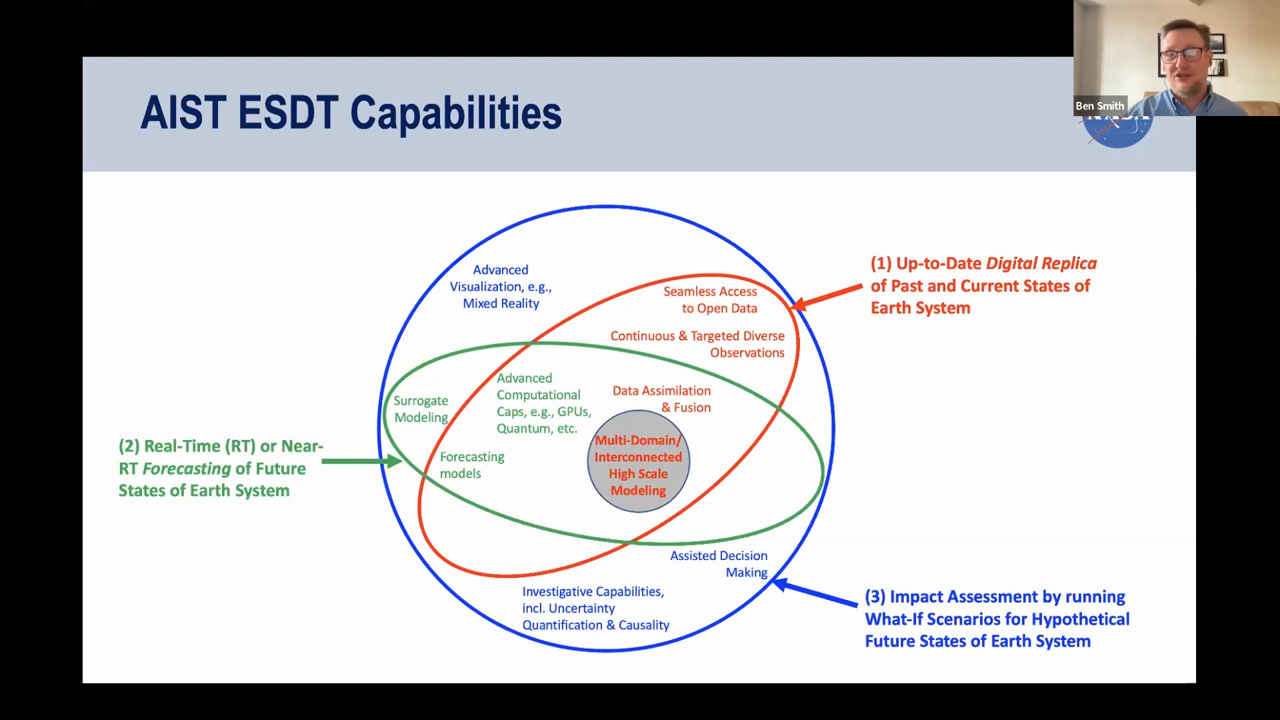 Ben Smith
AIST ESDT Capabilities
NASA
Advanced
Visualization, e.g.,
Mixed Reality
Seamless Access
to Open Data
Continuous & Targeted Diverse
Observations
(1) Up-to-Date Digital Replica
of Past and Current States of
Earth System
Surrogate
Modeling
Advanced
Computational
Caps, e.g., GPUs,
Quantum, etc.
Data Assimilation
& Fusion
Forecasting
models
Multi-Domain/
Interconnected
High Scale
Modeling
(2) Real-Time (RT) or Near-
RT Forecasting of Future
States of Earth System
Assisted Decision
Making
Investigative Capabilities,
incl. Uncertainty
Quantification & Causality
(3) Impact Assessment by running
What-If Scenarios for Hypothetical
Future States of Earth System